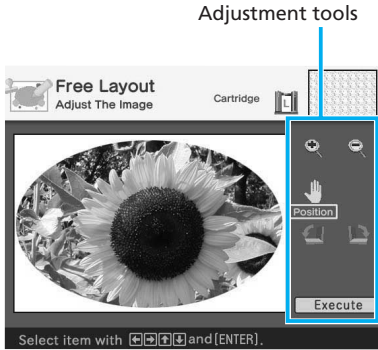 Adjustment tools
Free Layout
Adjust The Image
Cartridge
L
Position
Execute
Select item with ←→↑↓ and [ENTER].